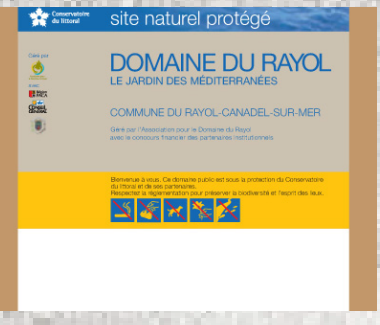 Conservatoire
du littoral
site naturel protégé
Géré par
DOMAINE DU RAYOL
LE JARDIN DES MÉDITERRANÉES
avec
COMMUNE DU RAYOL-CANADEL-SUR-MER
Géré par l'Association pour le Domaine du Rayol
avec le concours financier des partenaires institutionnels
Bienvenue à vous. Ce domaine public est sous la protection du Conservatoire
du littoral et de ses partenaires.
Respectez la réglementation pour préserver la biodiversité et l'esprit des lieux.